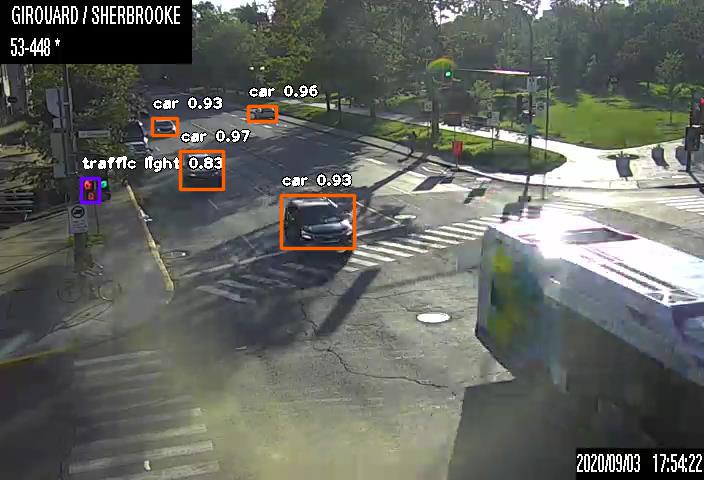 GIROUARD / SHERBROOKE
53-448 *
car 0.96
car 0.93
car 0.97
traffic light 0.83
car 0.93
2020/09/03 17:54:22